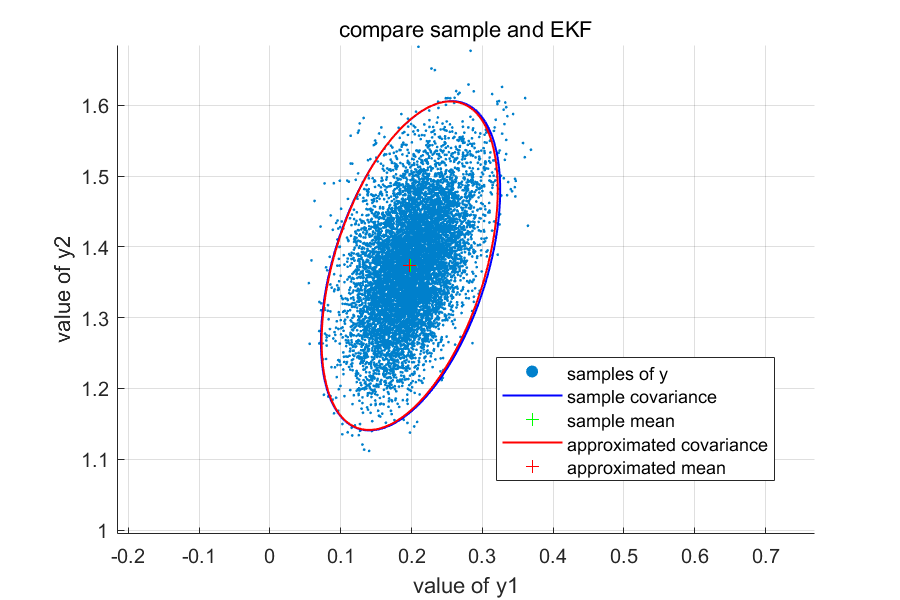 compare sample and EKF
value of y2
1.6
1.5
1.4
1.3
1.2
1.1
1
samples of y
sample covariance
sample mean
approximated covariance
approximated mean
-0.2 -0.1 0 0.1 0.2 0.3 0.4 0.5 0.6 0.7
value of y1